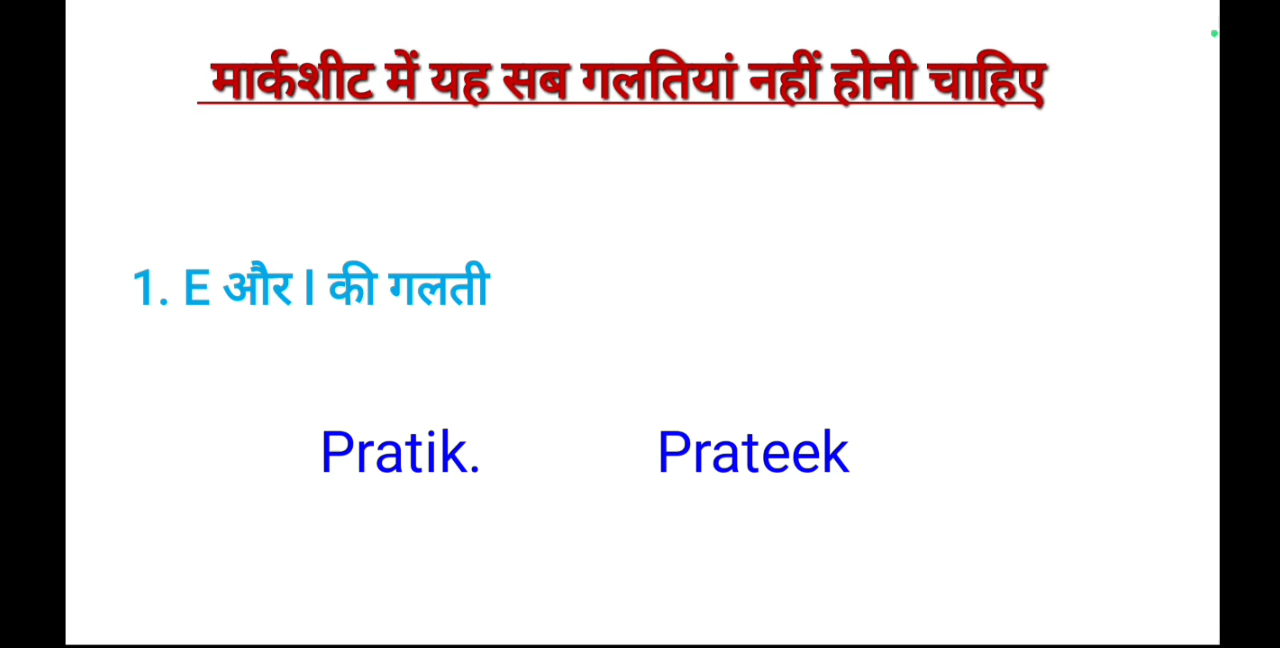 मार्कशीट में यह सब गलतियां नहीं होनी चाहिए
1. E और I की गलती
Pratik. Prateek